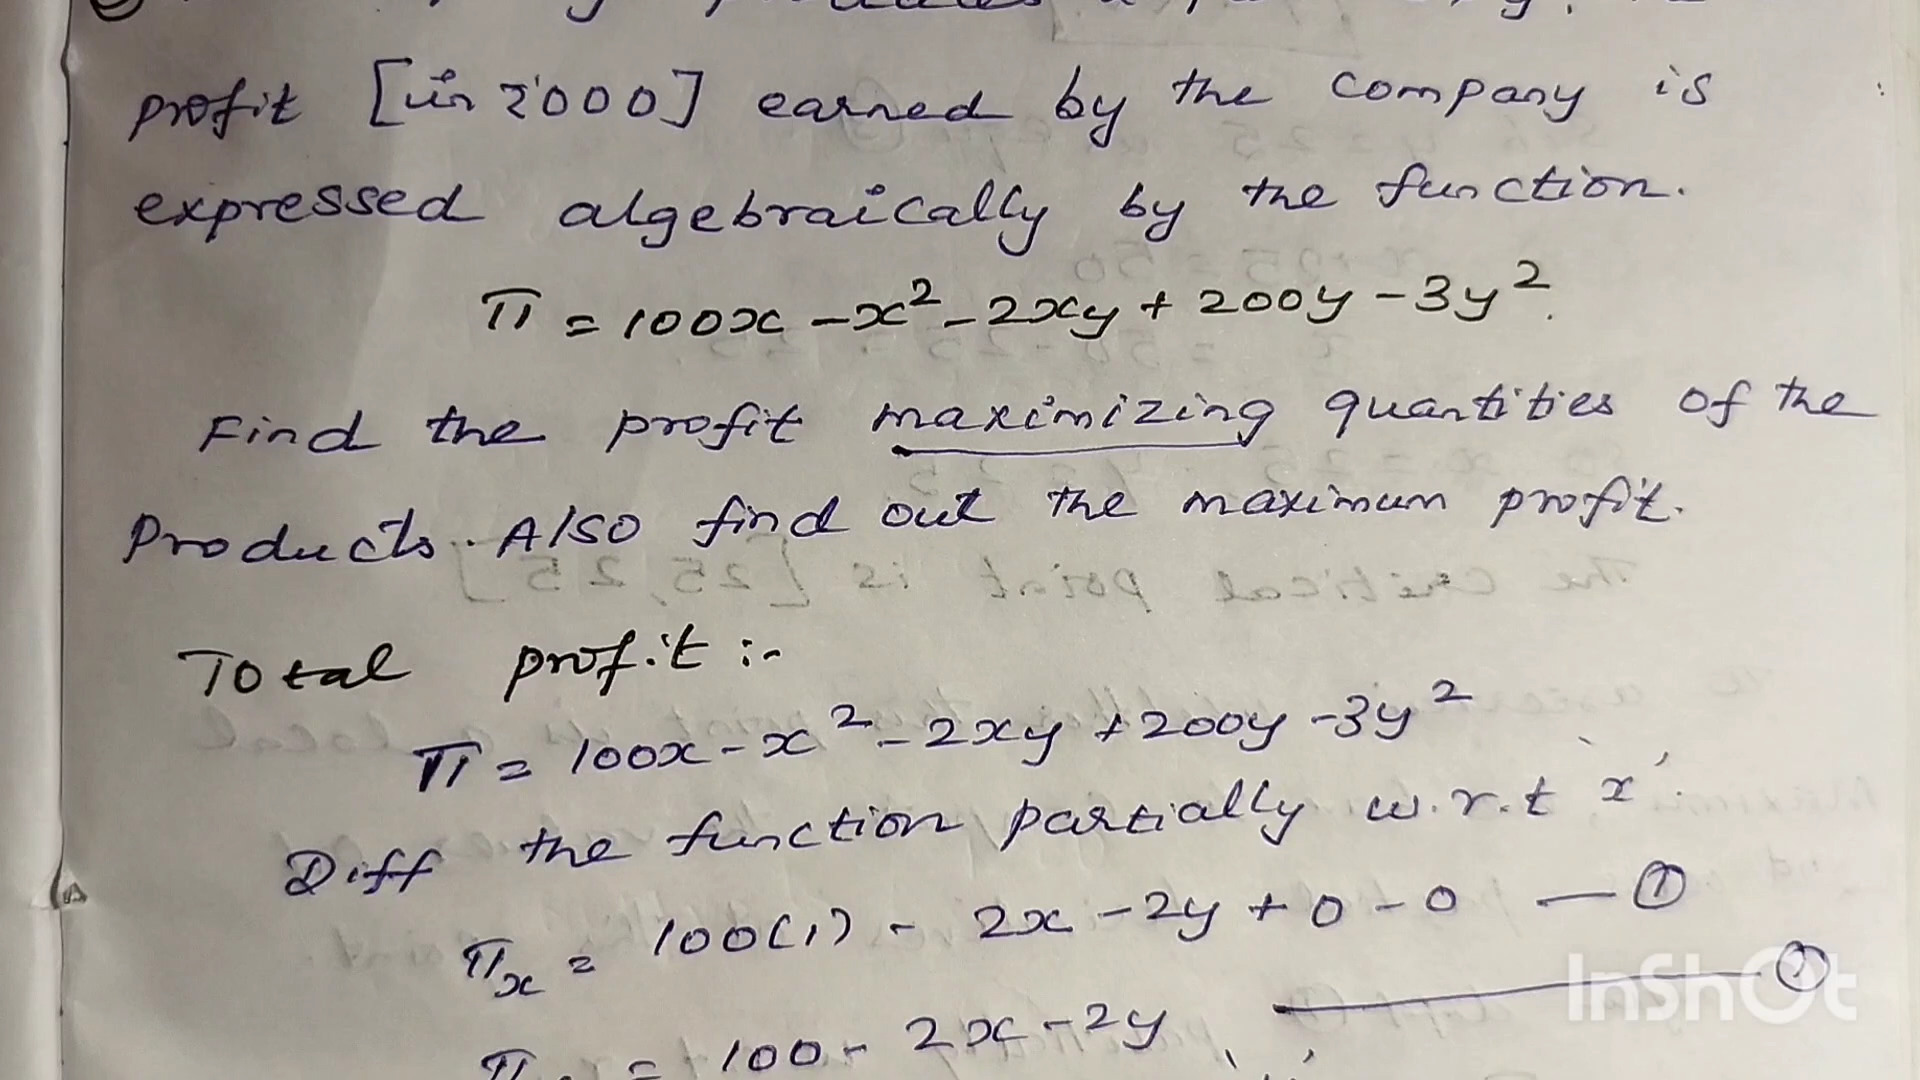 profit [in ₹'000] earned by the company is
expressed algebraically by the function.
π = 100x - x² - 2xy + 200y - 3y².
Find the profit maximizing quantities of the
Products. Also find out the maximum profit.
Total profit :-
π = 100x - x² - 2xy + 200y - 3y²
Diff the function partially w.r.t 'x'.
πx = 100(1) - 2x - 2y + 0 - 0 — ①
= 100 - 2x - 2y
InShOt